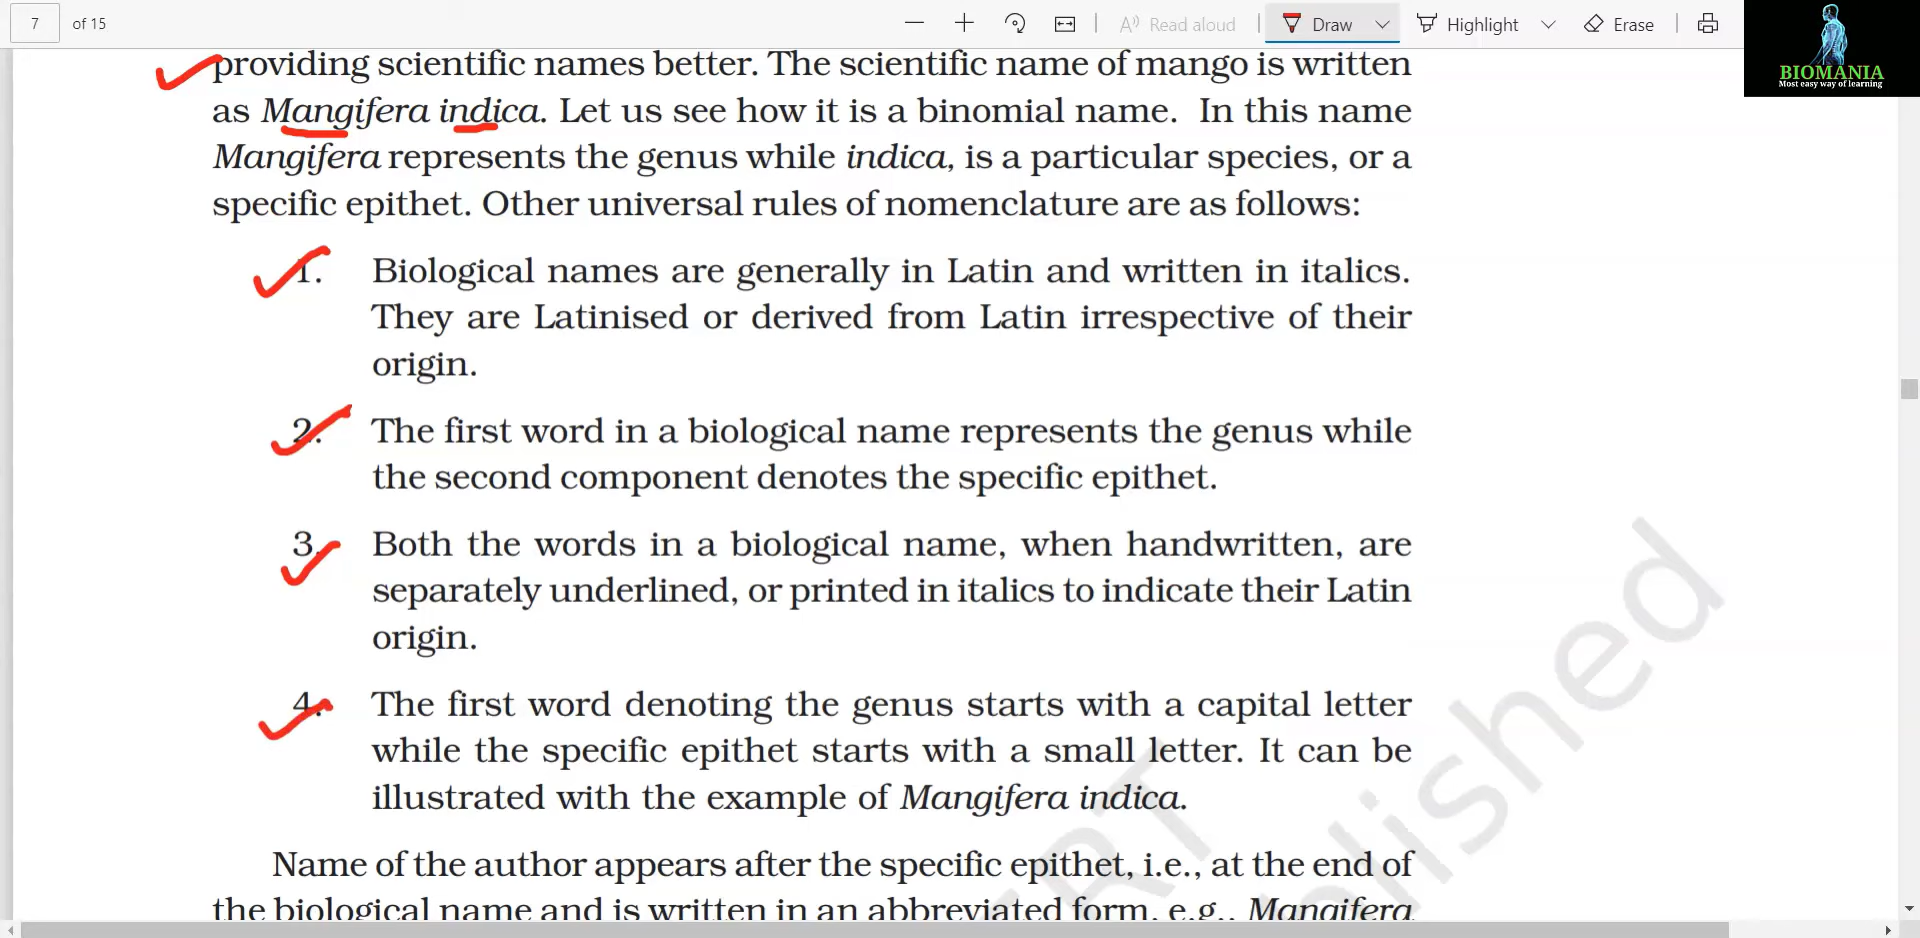 7 of 15 Read aloud Draw Highlight Erase
BIOMANIA
Most easy way of learning
providing scientific names better. The scientific name of mango is written
as Mangifera indica. Let us see how it is a binomial name. In this name
Mangifera represents the genus while indica, is a particular species, or a
specific epithet. Other universal rules of nomenclature are as follows:
1. Biological names are generally in Latin and written in italics.
They are Latinised or derived from Latin irrespective of their
origin.
2. The first word in a biological name represents the genus while
the second component denotes the specific epithet.
3. Both the words in a biological name, when handwritten, are
separately underlined, or printed in italics to indicate their Latin
origin.
4. The first word denoting the genus starts with a capital letter
while the specific epithet starts with a small letter. It can be
illustrated with the example of Mangifera indica.
Name of the author appears after the specific epithet, i.e., at the end of
the biological name and is written in an abbreviated form, e.g., Mangifera